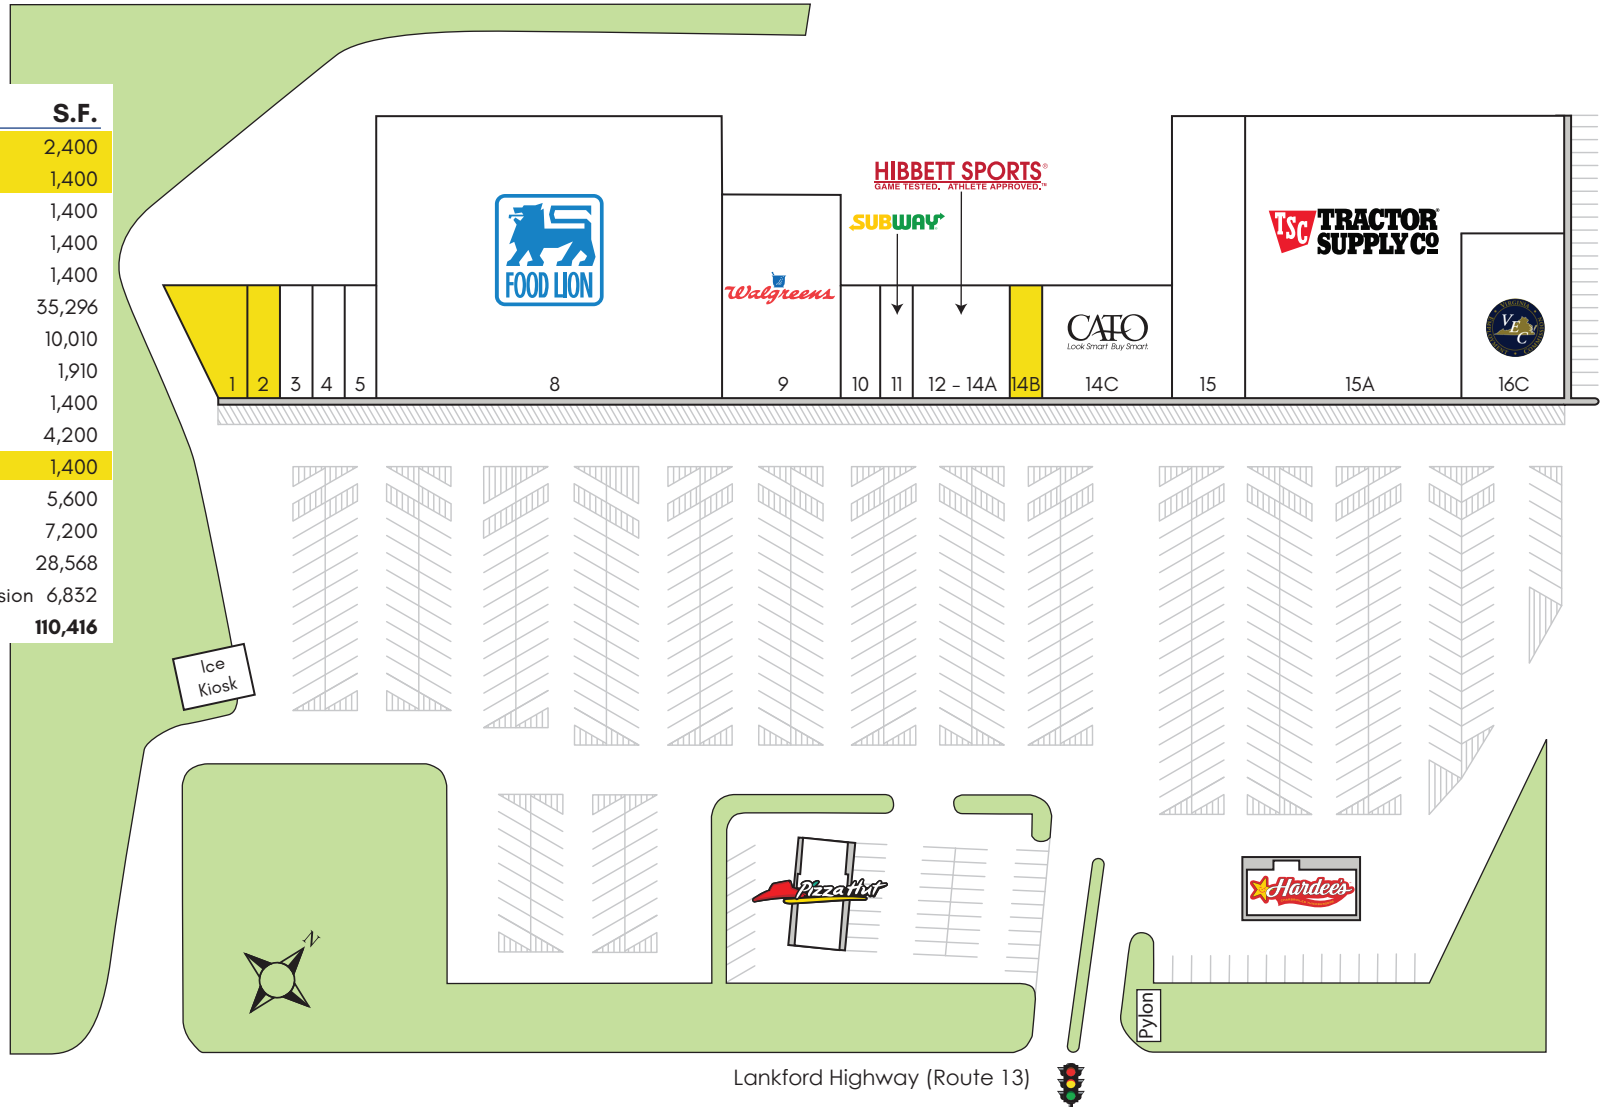 S.F.
2,400
1,400
1,400
1,400
1,400
35,296
10,010
1,910
1,400
4,200
1,400
5,600
7,200
28,568
sion 6,832
110,416
HIBBETT SPORTS®
GAME TESTED. ATHLETE APPROVED.™
SUBWAY
FOOD LION
Walgreens
CATO
Look Smart Buy Smart
TSC TRACTOR
SUPPLY CO
VEC
1
2
3
4
5
8
9
10
11
12 - 14A
14B
14C
15
15A
16C
Ice
Kiosk
Pizza Hut
Hardee's
N
Pylon
Lankford Highway (Route 13)